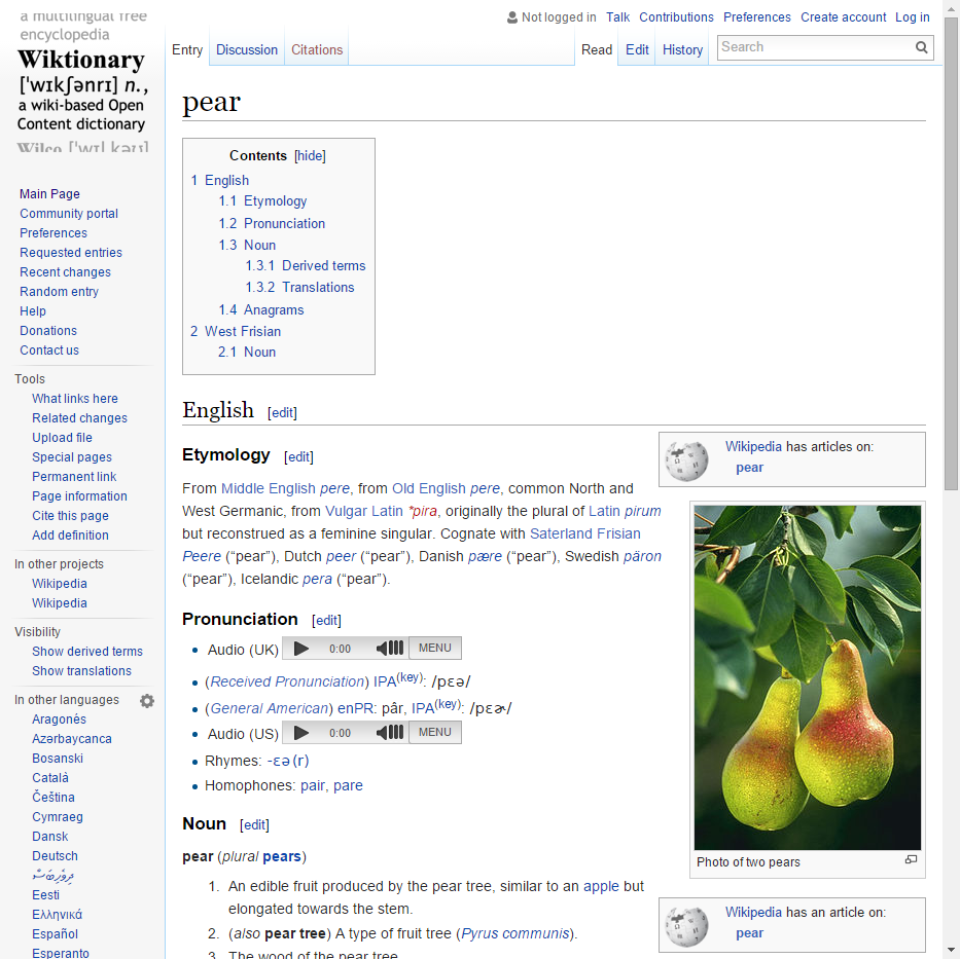 a multilingual free
encyclopedia
Wiktionary
['wɪkʃənrɪ] n.,
a wiki-based Open
Content dictionary
Wilco ['wɪl kəʊ]
Not logged in Talk Contributions Preferences Create account Log in
Entry Discussion Citations Read Edit History Search
pear
Contents [hide]
1 English
1.1 Etymology
1.2 Pronunciation
1.3 Noun
1.3.1 Derived terms
1.3.2 Translations
1.4 Anagrams
2 West Frisian
2.1 Noun
Main Page
Community portal
Preferences
Requested entries
Recent changes
Random entry
Help
Donations
Contact us
Tools
What links here
Related changes
Upload file
Special pages
Permanent link
Page information
Cite this page
Add definition
In other projects
Wikipedia
Wikipedia
Visibility
Show derived terms
Show translations
In other languages
Aragonés
Azərbaycanca
Bosanski
Català
Čeština
Cymraeg
Dansk
Deutsch
ދިވެހިބަސް
Eesti
Ελληνικά
Español
Esperanto
English [edit]
Etymology [edit]
From Middle English pere, from Old English pere, common North and
West Germanic, from Vulgar Latin *pira, originally the plural of Latin pirum
but reconstrued as a feminine singular. Cognate with Saterland Frisian
Peere (“pear”), Dutch peer (“pear”), Danish pære (“pear”), Swedish päron
(“pear”), Icelandic pera (“pear”).
Pronunciation [edit]
Audio (UK) 0:00 MENU
(Received Pronunciation) IPA(key): /pɛə/
(General American) enPR: pâr, IPA(key): /pɛɚ/
Audio (US) 0:00 MENU
Rhymes: -ɛə(r)
Homophones: pair, pare
Noun [edit]
pear (plural pears)
1. An edible fruit produced by the pear tree, similar to an apple but
elongated towards the stem.
2. (also pear tree) A type of fruit tree (Pyrus communis).
3. The wood of the pear tree
Wikipedia has articles on:
pear
Photo of two pears
Wikipedia has an article on:
pear